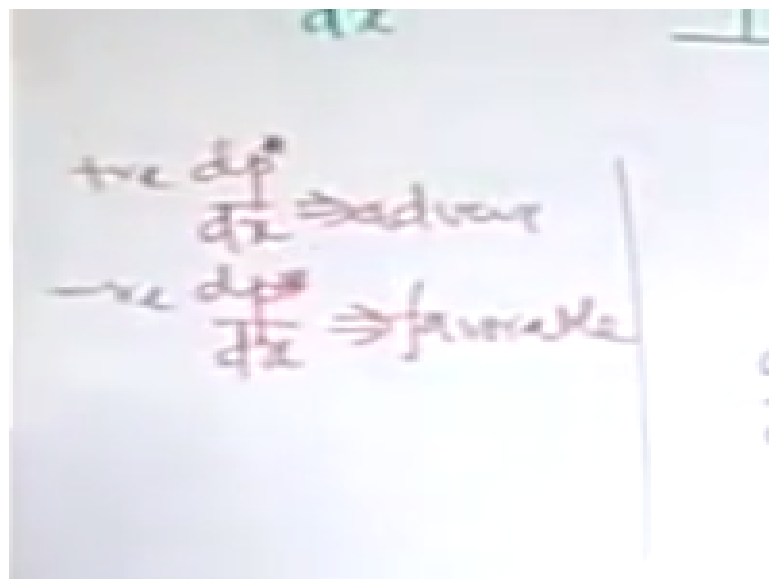 dx
+ve dp*
dx ⇒ adverse
-ve dp*
dx ⇒ favorable